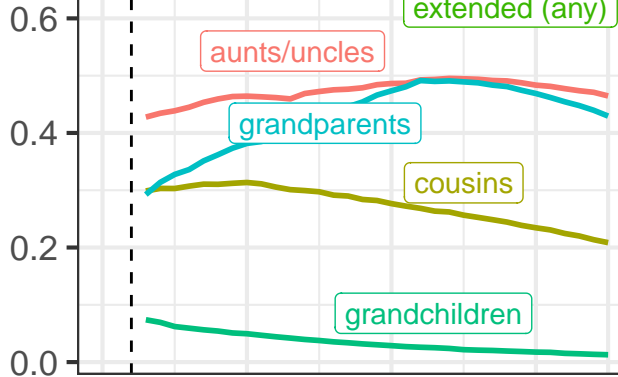 0.6
extended (any)
aunts/uncles
0.4
grandparents
cousins
0.2
grandchildren
0.0